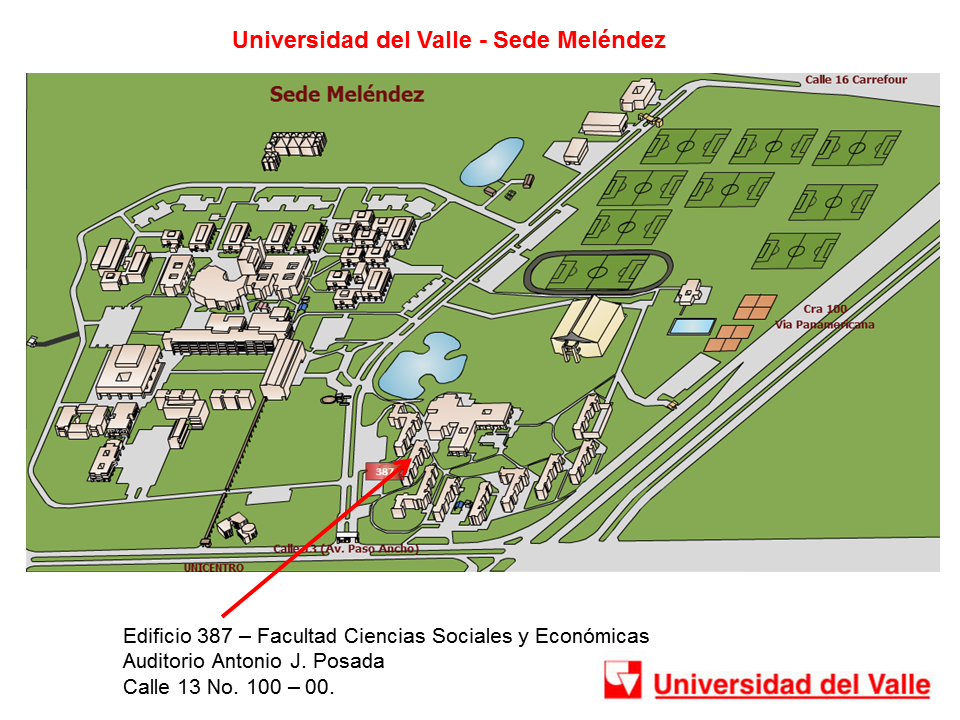 Universidad del Valle - Sede Meléndez
Calle 16 Carrefour
Sede Meléndez
Cra 100
Via Panamericana
387
Calle 13 (Av. Paso Ancho)
UNICENTRO
Edificio 387 – Facultad Ciencias Sociales y Económicas
Auditorio Antonio J. Posada
Calle 13 No. 100 – 00.
Universidad del Valle